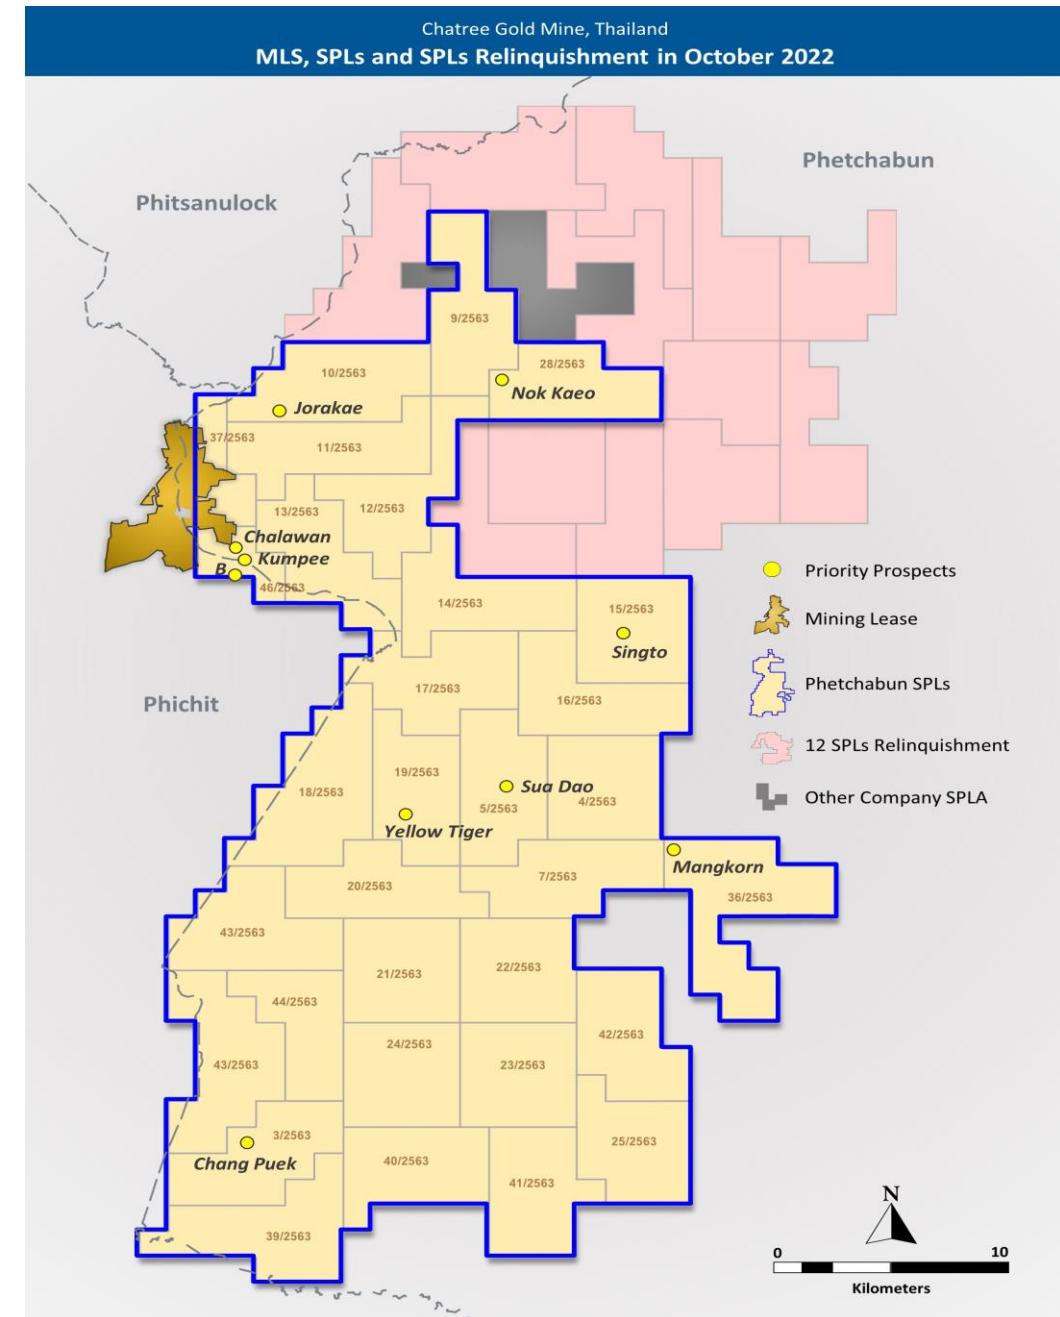 Chatree Gold Mine, Thailand
MLS, SPLs and SPLs Relinquishment in October 2022
Phetchabun
Phitsanulock
9/2563
28/2563
10/2563
Nok Kaeo
Jorakae
37/2563
11/2563
12/2563
13/2563
Chalawan
Kumpee
B
46/2563
14/2563
15/2563
Singto
Priority Prospects
Mining Lease
Phetchabun SPLs
12 SPLs Relinquishment
Other Company SPLA
Phichit
17/2563
16/2563
19/2563
18/2563
Sua Dao
5/2563
4/2563
Yellow Tiger
Mangkorn
7/2563
20/2563
36/2563
43/2563
21/2563
22/2563
44/2563
42/2563
24/2563
43/2563
23/2563
3/2563
25/2563
Chang Puek
40/2563
41/2563
39/2563
N
0 10
Kilometers